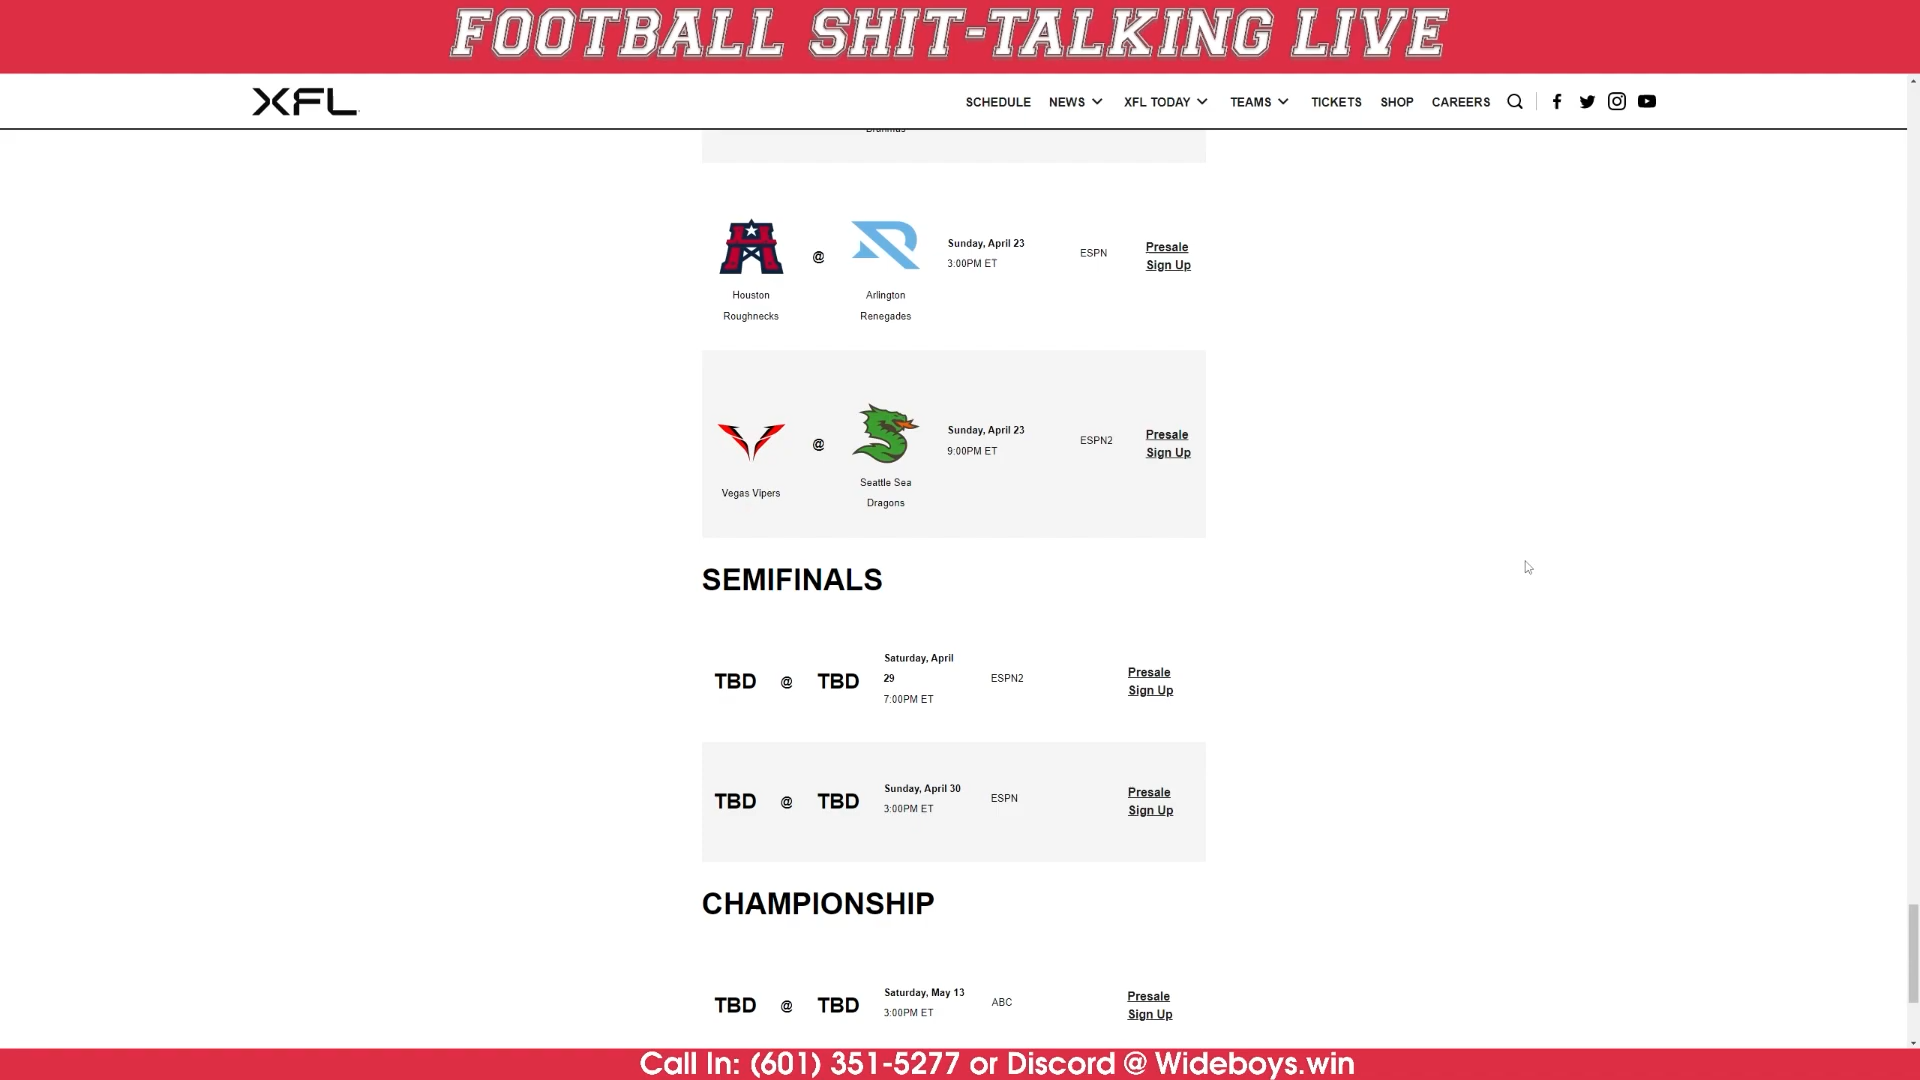 FOOTBALL SHIT-TALKING LIVE
XFL
SCHEDULE NEWS XFL TODAY TEAMS TICKETS SHOP CAREERS
@
Sunday, April 23
3:00PM ET
ESPN
Presale
Sign Up
Houston
Roughnecks
Arlington
Renegades
@
Sunday, April 23
9:00PM ET
ESPN2
Presale
Sign Up
Vegas Vipers
Seattle Sea
Dragons
SEMIFINALS
TBD @ TBD
Saturday, April
29
7:00PM ET
ESPN2
Presale
Sign Up
TBD @ TBD
Sunday, April 30
3:00PM ET
ESPN
Presale
Sign Up
CHAMPIONSHIP
TBD @ TBD
Saturday, May 13
3:00PM ET
ABC
Presale
Sign Up
Call In: (601) 351-5277 or Discord @ Wideboys.win